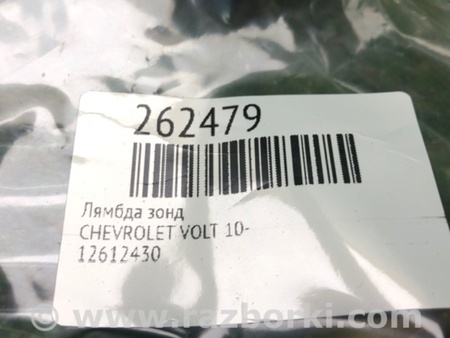 262479
Лямбда зонд
CHEVROLET VOLT 10-
12612430
www.razborki.com